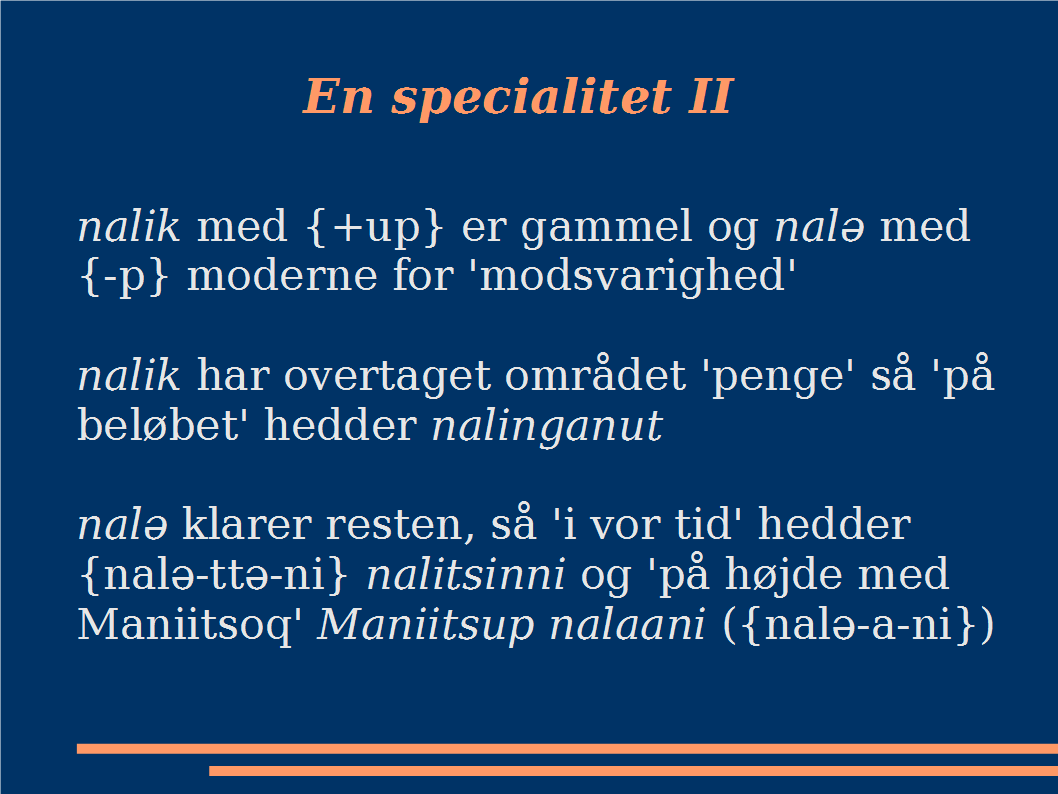 En specialitet II
nalik med {+up} er gammel og nalə med
{-p} moderne for 'modsvarighed'
nalik har overtaget området 'penge' så 'på
beløbet' hedder nalinganut
nalə klarer resten, så 'i vor tid' hedder
{nalə-ttə-ni} nalitsinni og 'på højde med
Maniitsoq' Maniitsup nalaani ({nalə-a-ni})